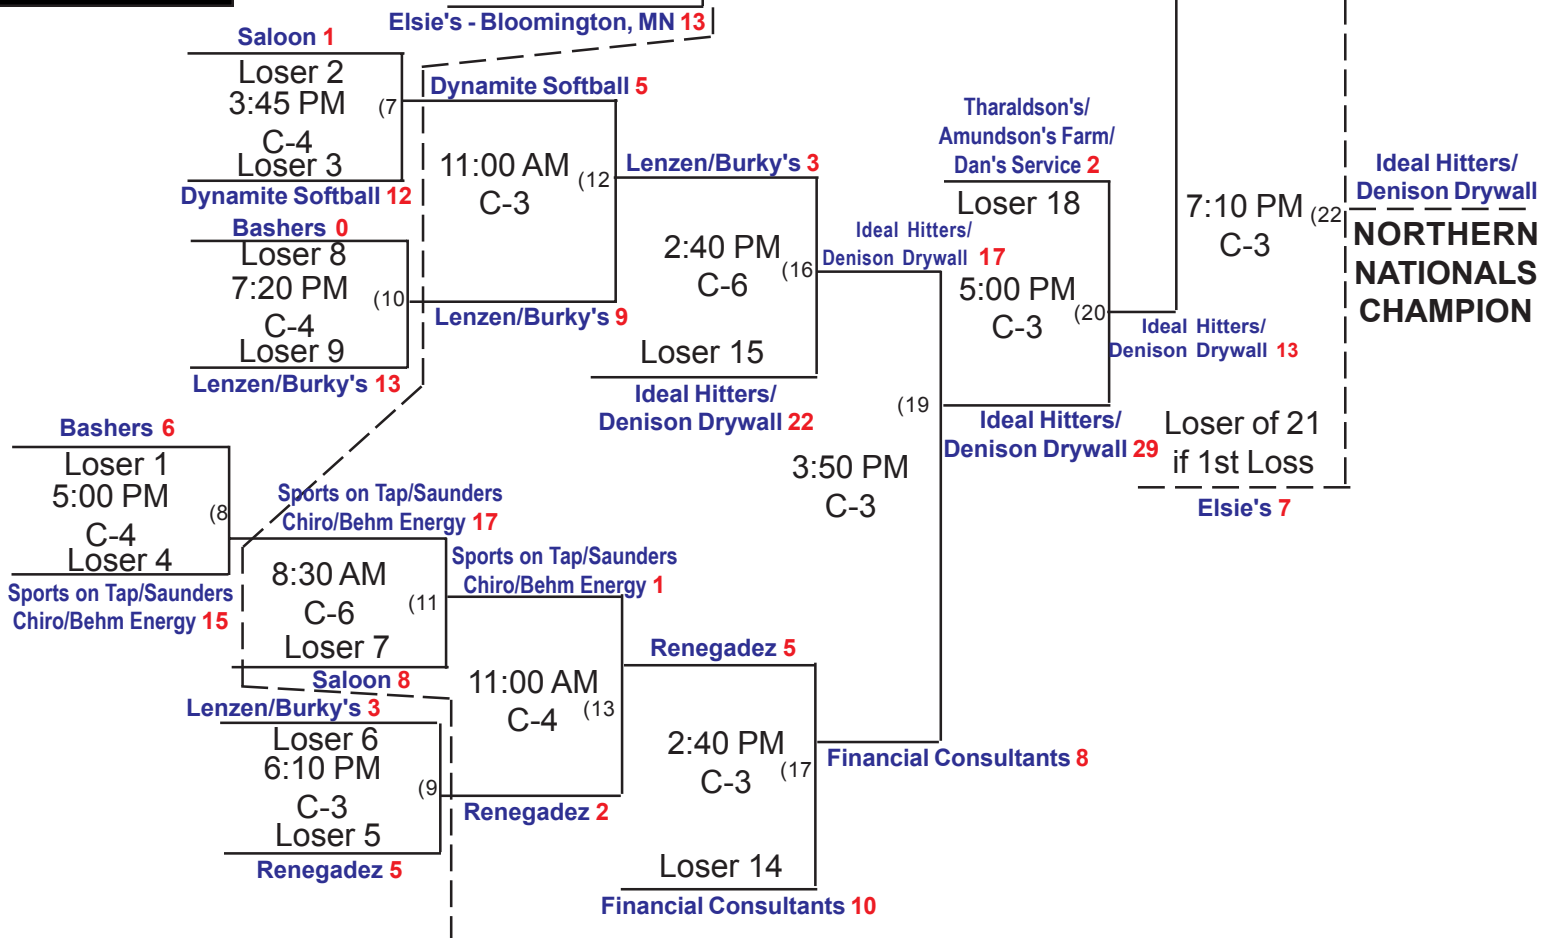 Elsie's - Bloomington, MN 13
Saloon 1
Loser 2
3:45 PM
(7
C-4
Loser 3
Dynamite Softball 12
Dynamite Softball 5
11:00 AM
(12
C-3
Bashers 0
Loser 8
7:20 PM
(10
C-4
Loser 9
Lenzen/Burky's 13
Lenzen/Burky's 9
Lenzen/Burky's 3
2:40 PM
(16
C-6
Loser 15
Ideal Hitters/
Denison Drywall 22
Ideal Hitters/
Denison Drywall 17
Tharaldson's/
Amundson's Farm/
Dan's Service 2
Loser 18
5:00 PM
(20
C-3
Ideal Hitters/
Denison Drywall 13
7:10 PM
(22
C-3
Ideal Hitters/
Denison Drywall
NORTHERN
NATIONALS
CHAMPION
(19
3:50 PM
C-3
Ideal Hitters/
Denison Drywall 29
Loser of 21
if 1st Loss
Elsie's 7
Bashers 6
Loser 1
5:00 PM
(8
C-4
Loser 4
Sports on Tap/Saunders
Chiro/Behm Energy 15
Sports on Tap/Saunders
Chiro/Behm Energy 17
8:30 AM
(11
C-6
Loser 7
Saloon 8
Sports on Tap/Saunders
Chiro/Behm Energy 1
11:00 AM
(13
C-4
Lenzen/Burky's 3
Loser 6
6:10 PM
(9
C-3
Loser 5
Renegadez 5
Renegadez 2
Renegadez 5
2:40 PM
(17
C-3
Loser 14
Financial Consultants 10
Financial Consultants 8